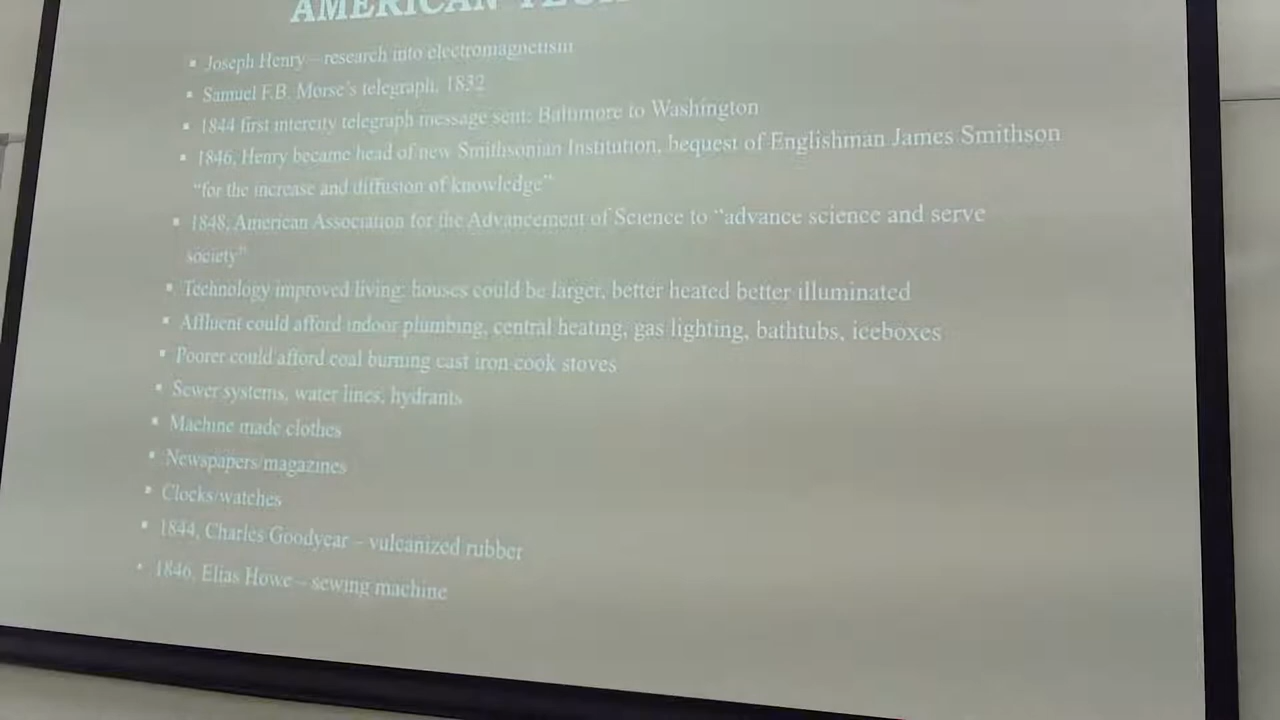 AMERICAN
▪ Joseph Henry – research into electromagnetism
▪ Samuel F.B. Morse's telegraph, 1832
▪ 1844 first intercity telegraph message sent: Baltimore to Washington
▪ 1846, Henry became head of new Smithsonian Institution, bequest of Englishman James Smithson
“for the increase and diffusion of knowledge”
▪ 1848, American Association for the Advancement of Science to “advance science and serve
society”
▪ Technology improved living: houses could be larger, better heated better illuminated
▪ Affluent could afford indoor plumbing, central heating, gas lighting, bathtubs, iceboxes
▪ Poorer could afford coal burning cast iron cook stoves
▪ Sewer systems, water lines, hydrants
▪ Machine made clothes
▪ Newspapers/magazines
▪ Clocks/watches
▪ 1844, Charles Goodyear – vulcanized rubber
▪ 1846, Elias Howe – sewing machine